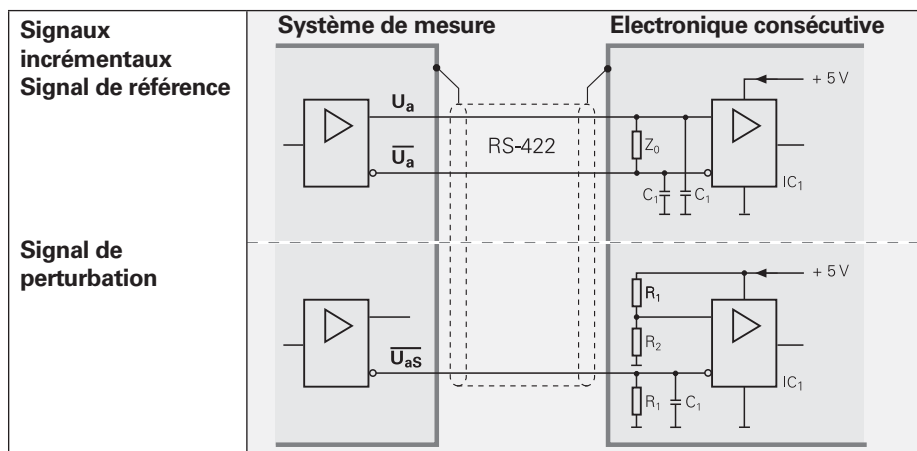 Signaux
incrémentaux
Signal de référence
Système de mesure
Electronique consécutive
+ 5 V
Ua
RS-422
Z0
Ua
C1
C1
IC1
Signal de
perturbation
+ 5 V
R1
R2
UaS
R1
C1
IC1